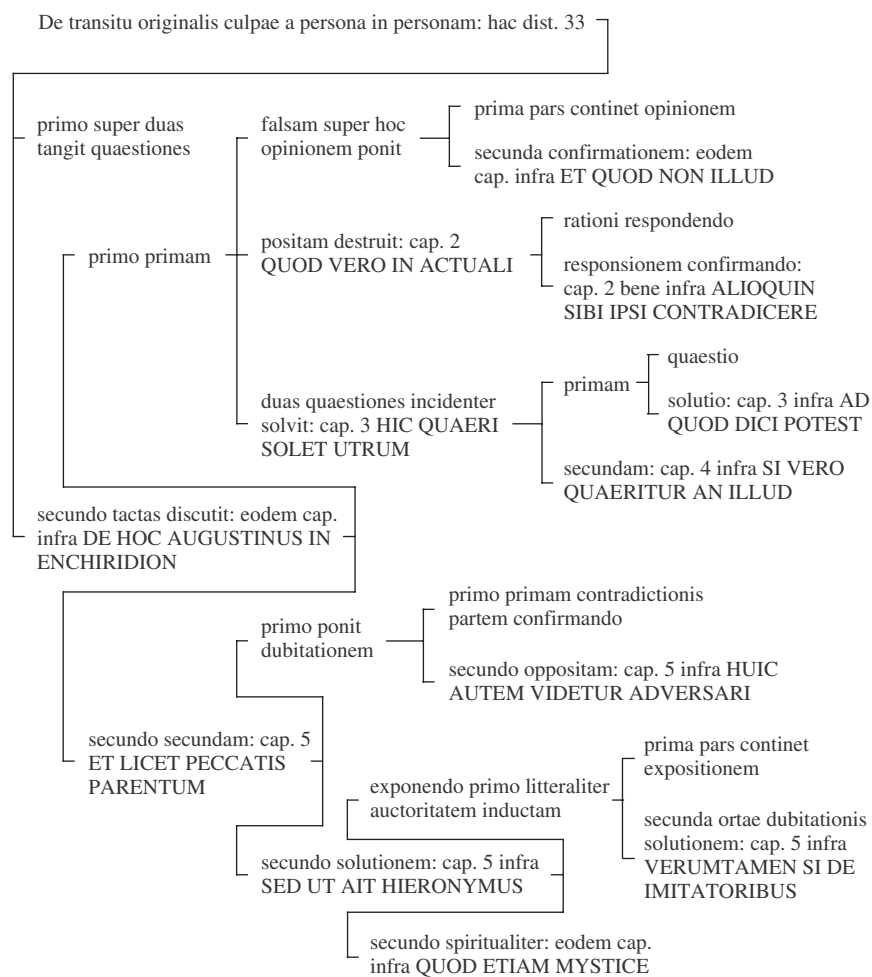 De transitu originalis culpae a persona in personam: hac dist. 33
primo super duas
tangit quaestiones
falsam super hoc
opinionem ponit
prima pars continet opinionem
secunda confirmationem: eodem
cap. infra ET QUOD NON ILLUD
primo primam
positam destruit: cap. 2
QUOD VERO IN ACTUALI
rationi respondendo
responsionem confirmando:
cap. 2 bene infra ALIOQUIN
SIBI IPSI CONTRADICERE
duas quaestiones incidenter
solvit: cap. 3 HIC QUAERI
SOLET UTRUM
primam
quaestio
solutio: cap. 3 infra AD
QUOD DICI POTEST
secundam: cap. 4 infra SI VERO
QUAERITUR AN ILLUD
secundo tactas discutit: eodem cap.
infra DE HOC AUGUSTINUS IN
ENCHIRIDION
primo ponit
dubitationem
primo primam contradictionis
partem confirmando
secundo oppositam: cap. 5 infra HUIC
AUTEM VIDETUR ADVERSARI
secundo secundam: cap. 5
ET LICET PECCATIS
PARENTUM
exponendo primo litteraliter
auctoritatem inductam
prima pars continet
expositionem
secunda ortae dubitationis
solutionem: cap. 5 infra
VERUMTAMEN SI DE
IMITATORIBUS
secundo solutionem: cap. 5 infra
SED UT AIT HIERONYMUS
secundo spiritualiter: eodem cap.
infra QUOD ETIAM MYSTICE